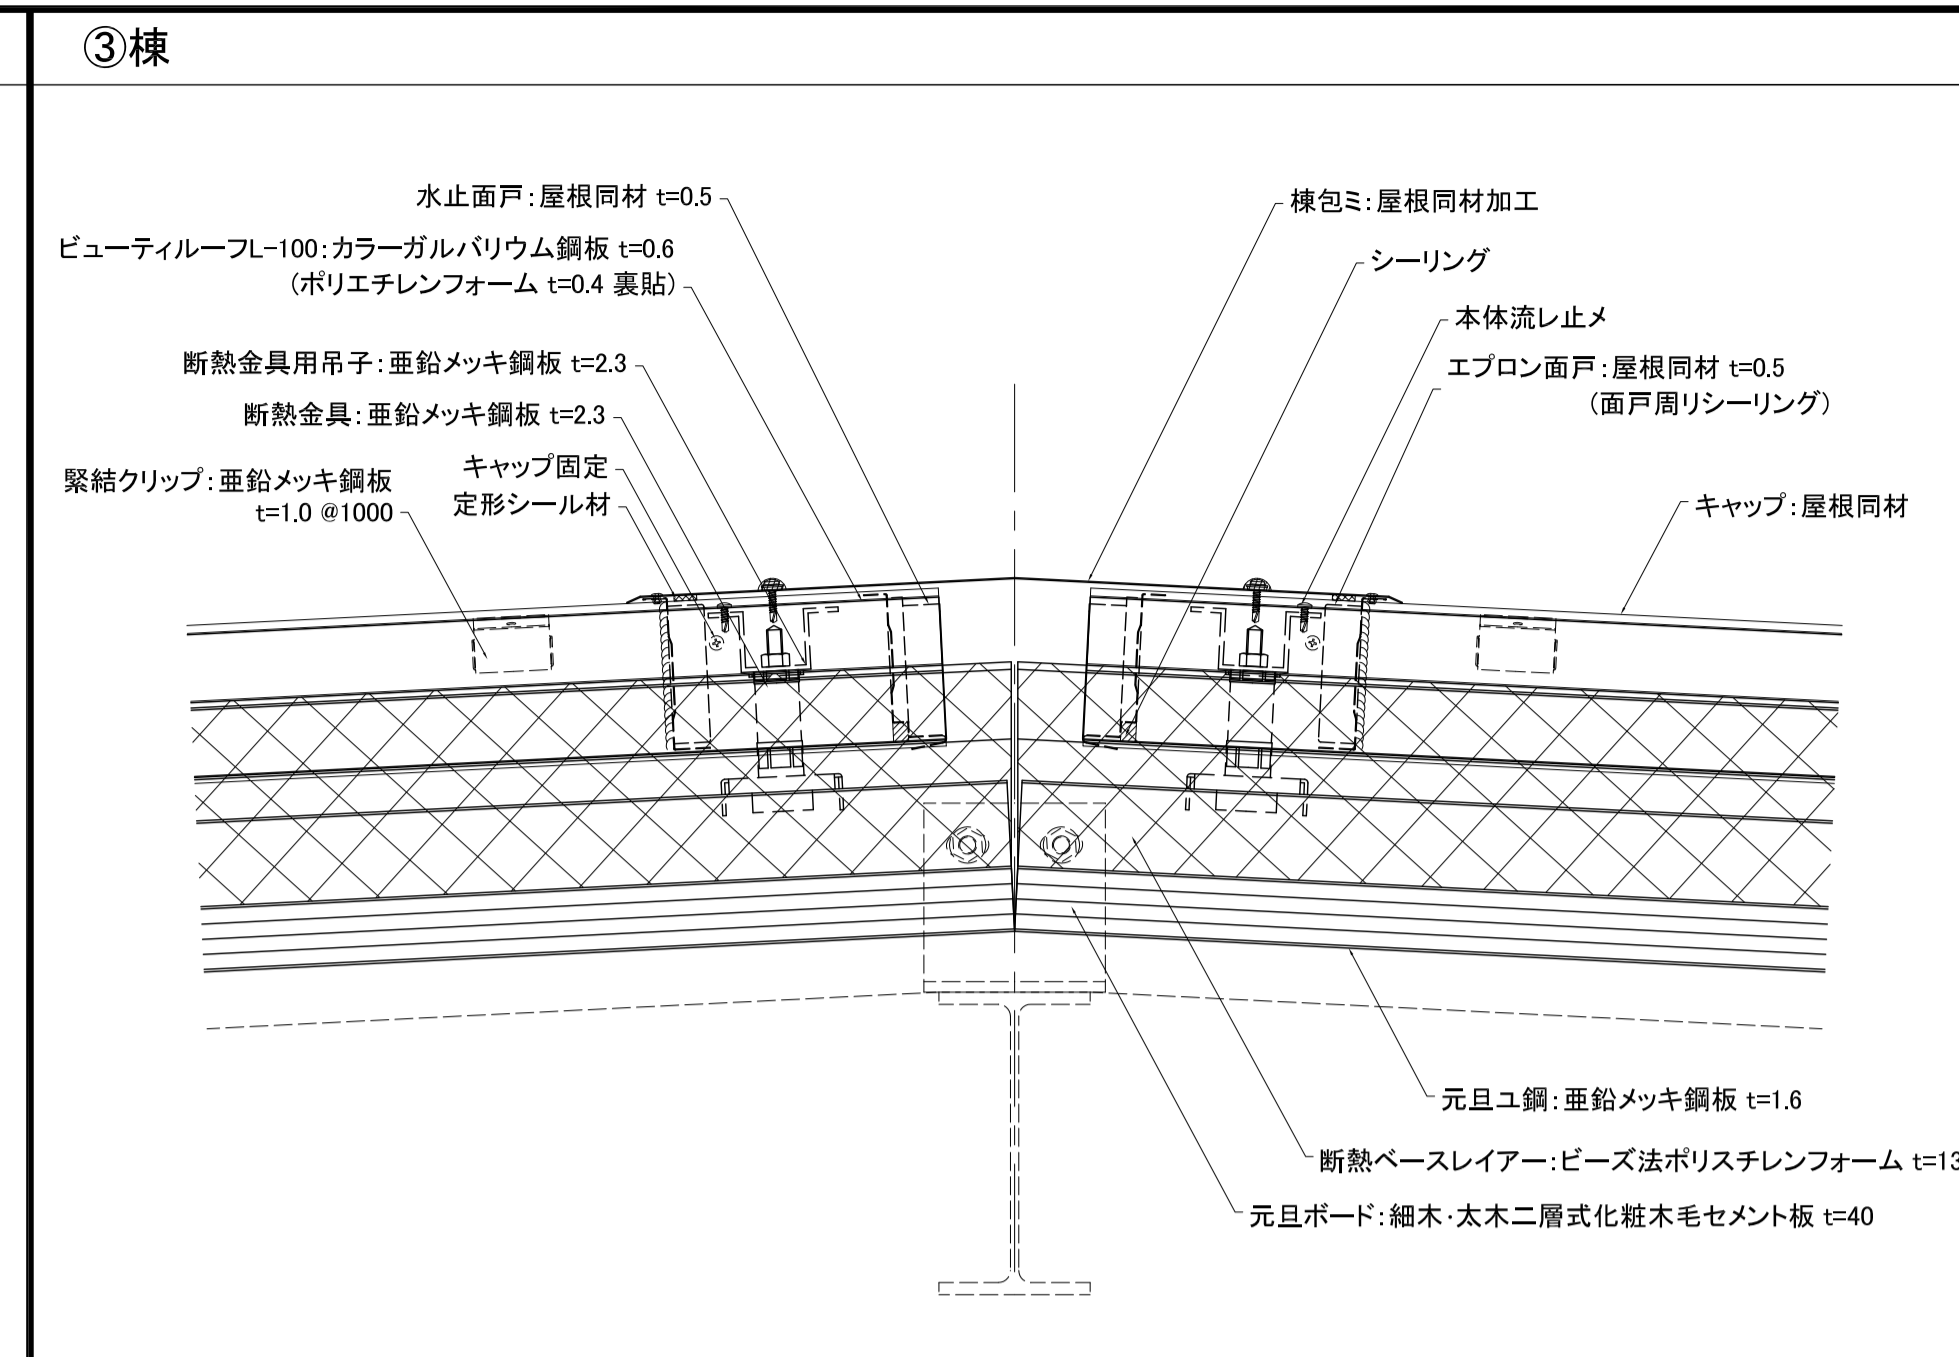 ③棟
水止面戸：屋根同材 t=0.5
ビューティルーフL-100：カラーガルバリウム鋼板 t=0.6
（ポリエチレンフォーム t=0.4 裏貼）
断熱金具用吊子：亜鉛メッキ鋼板 t=2.3
断熱金具：亜鉛メッキ鋼板 t=2.3
キャップ固定
定形シール材
緊結クリップ：亜鉛メッキ鋼板
t=1.0 @1000
棟包ミ：屋根同材加工
シーリング
本体流レ止メ
エプロン面戸：屋根同材 t=0.5
（面戸周リシーリング）
キャップ：屋根同材
元旦ユ鋼：亜鉛メッキ鋼板 t=1.6
断熱ベースレイアー：ビーズ法ポリスチレンフォーム t=13
元旦ボード：細木・太木二層式化粧木毛セメント板 t=40